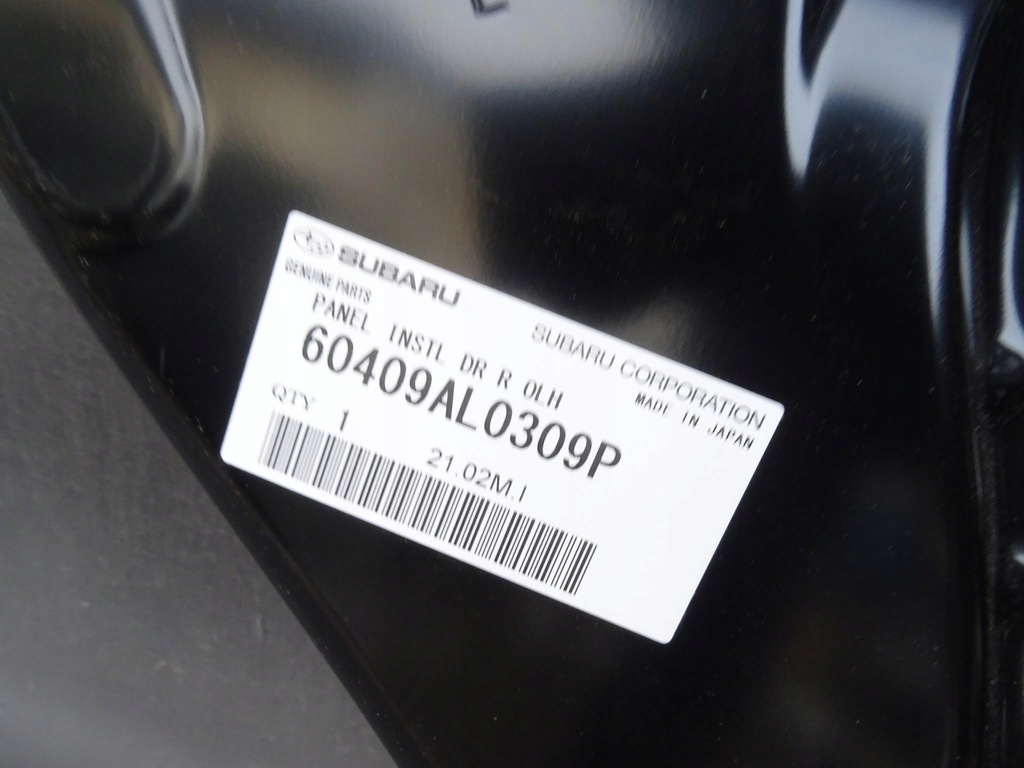 SUBARU
GENUINE PARTS
SUBARU CORPORATION
PANEL INSTL DR R OLH
MADE IN JAPAN
60409AL0309P
QTY 1
21.02M.I